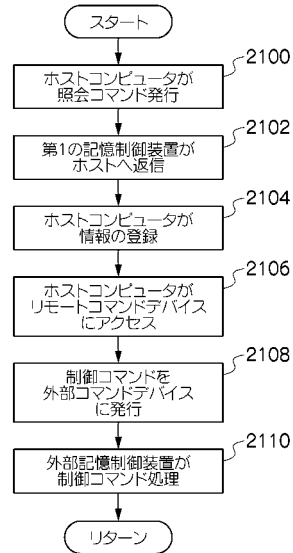 スタート
2100
ホストコンピュータが
照会コマンド発行
2102
第1の記憶制御装置が
ホストへ返信
2104
ホストコンピュータが
情報の登録
2106
ホストコンピュータが
リモートコマンドデバイス
にアクセス
2108
制御コマンドを
外部コマンドデバイス
に発行
2110
外部記憶制御装置が
制御コマンド処理
リターン